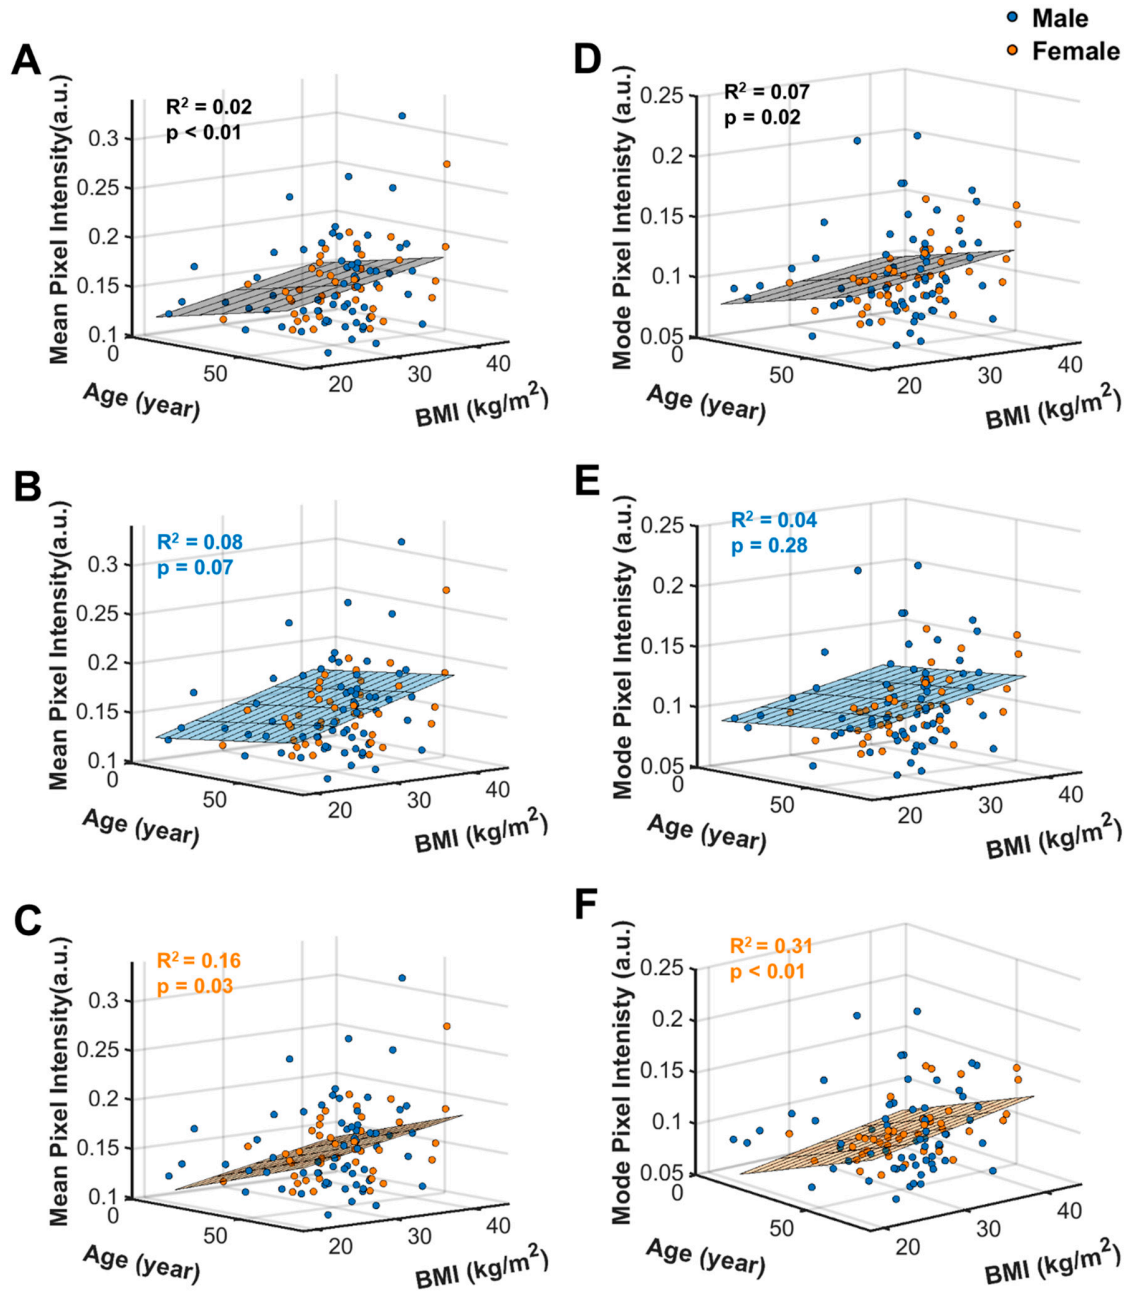 Male
Female
A
R² = 0.02
p < 0.01
Mean Pixel Intensity(a.u.)
0.3
0.25
0.2
0.15
0.1
0
50
20
30
40
Age (year)
BMI (kg/m²)
D
R² = 0.07
p = 0.02
Mode Pixel Intenisty (a.u.)
0.25
0.2
0.15
0.1
0.05
0
50
20
30
40
Age (year)
BMI (kg/m²)
B
R² = 0.08
p = 0.07
Mean Pixel Intensity(a.u.)
0.3
0.25
0.2
0.15
0.1
0
50
20
30
40
Age (year)
BMI (kg/m²)
E
R² = 0.04
p = 0.28
Mode Pixel Intenisty (a.u.)
0.25
0.2
0.15
0.1
0.05
0
50
20
30
40
Age (year)
BMI (kg/m²)
C
R² = 0.16
p = 0.03
Mean Pixel Intensity(a.u.)
0.3
0.25
0.2
0.15
0.1
0
50
20
30
40
Age (year)
BMI (kg/m²)
F
R² = 0.31
p < 0.01
Mode Pixel Intenisty (a.u.)
0.25
0.2
0.15
0.1
0.05
0
50
20
30
40
Age (year)
BMI (kg/m²)